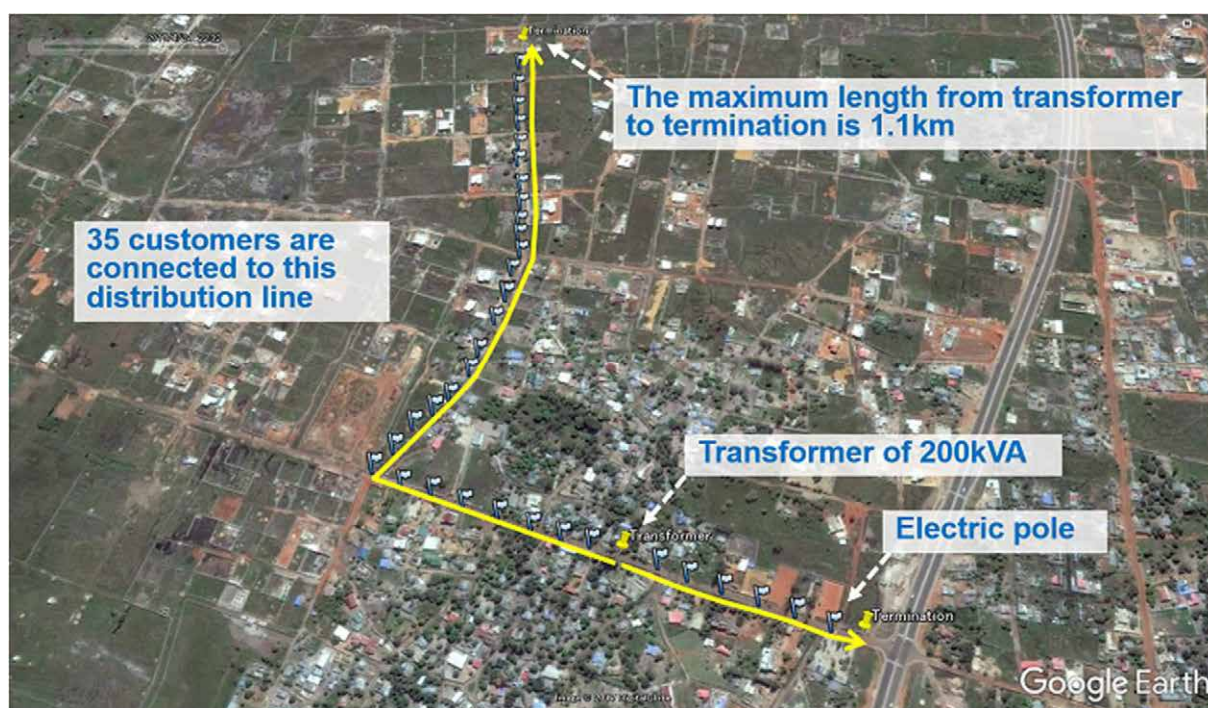 Termination
The maximum length from transformer
to termination is 1.1km
35 customers are
connected to this
distribution line
Transformer of 200kVA
Transformer
Electric pole
Termination
Google Earth